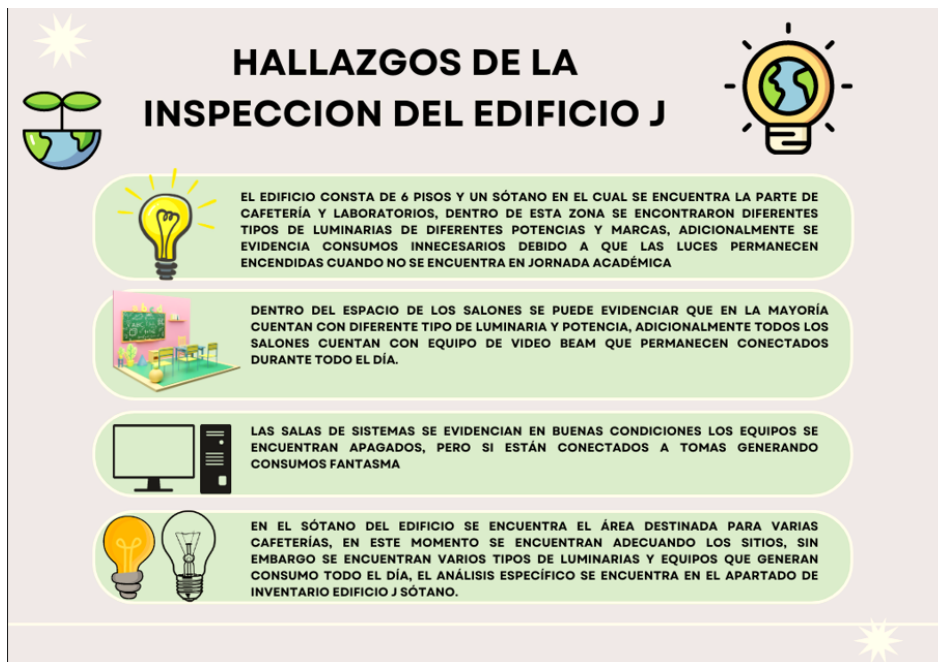 HALLAZGOS DE LA
INSPECCION DEL EDIFICIO J
EL EDIFICIO CONSTA DE 6 PISOS Y UN SÓTANO EN EL CUAL SE ENCUENTRA LA PARTE DE
CAFETERÍA Y LABORATORIOS, DENTRO DE ESTA ZONA SE ENCONTRARON DIFERENTES
TIPOS DE LUMINARIAS DE DIFERENTES POTENCIAS Y MARCAS, ADICIONALMENTE SE
EVIDENCIA CONSUMOS INNECESARIOS DEBIDO A QUE LAS LUCES PERMANECEN
ENCENDIDAS CUANDO NO SE ENCUENTRA EN JORNADA ACADÉMICA
DENTRO DEL ESPACIO DE LOS SALONES SE PUEDE EVIDENCIAR QUE EN LA MAYORÍA
CUENTAN CON DIFERENTE TIPO DE LUMINARIA Y POTENCIA, ADICIONALMENTE TODOS LOS
SALONES CUENTAN CON EQUIPO DE VIDEO BEAM QUE PERMANECEN CONECTADOS
DURANTE TODO EL DÍA.
LAS SALAS DE SISTEMAS SE EVIDENCIAN EN BUENAS CONDICIONES LOS EQUIPOS SE
ENCUENTRAN APAGADOS, PERO SI ESTÁN CONECTADOS A TOMAS GENERANDO
CONSUMOS FANTASMA
EN EL SÓTANO DEL EDIFICIO SE ENCUENTRA EL ÁREA DESTINADA PARA VARIAS
CAFETERÍAS, EN ESTE MOMENTO SE ENCUENTRAN ADECUANDO LOS SITIOS, SIN
EMBARGO SE ENCUENTRAN VARIOS TIPOS DE LUMINARIAS Y EQUIPOS QUE GENERAN
CONSUMO TODO EL DÍA, EL ANÁLISIS ESPECÍFICO SE ENCUENTRA EN EL APARTADO DE
INVENTARIO EDIFICIO J SÓTANO.